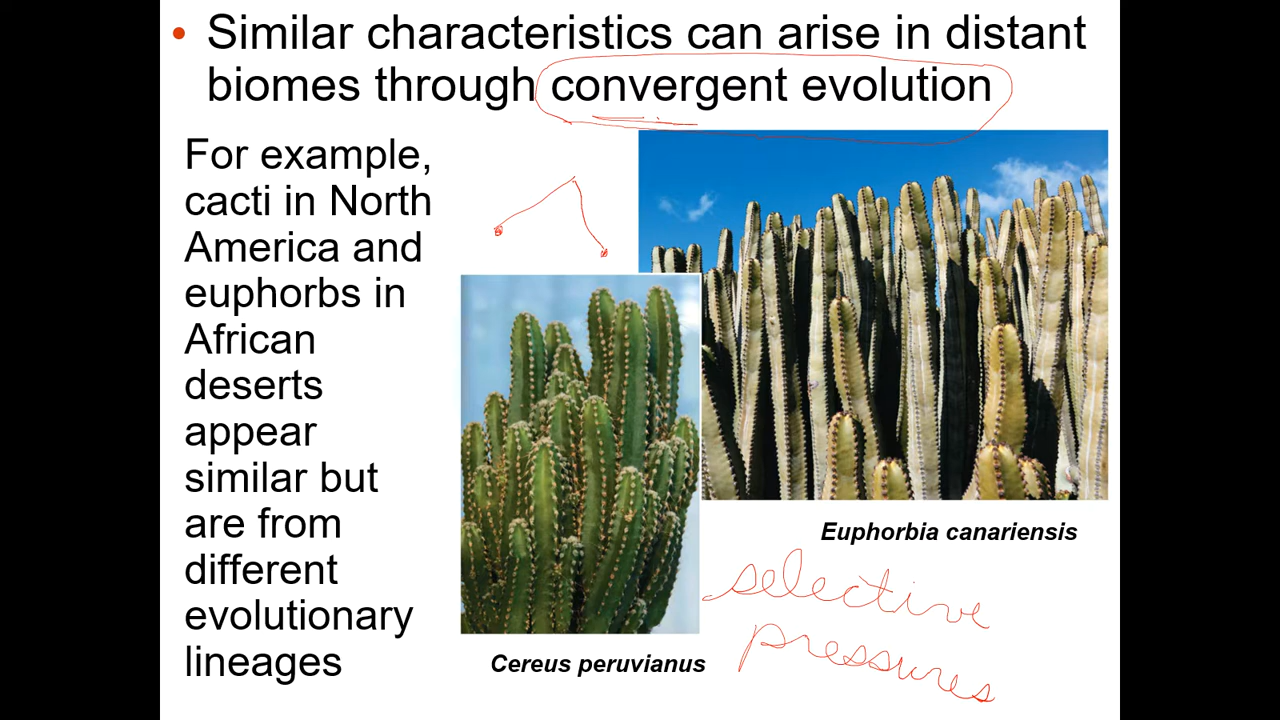 • Similar characteristics can arise in distant
biomes through convergent evolution
For example,
cacti in North
America and
euphorbs in
African
deserts
appear
similar but
are from
different
evolutionary
lineages
Euphorbia canariensis
Cereus peruvianus
selective
pressures